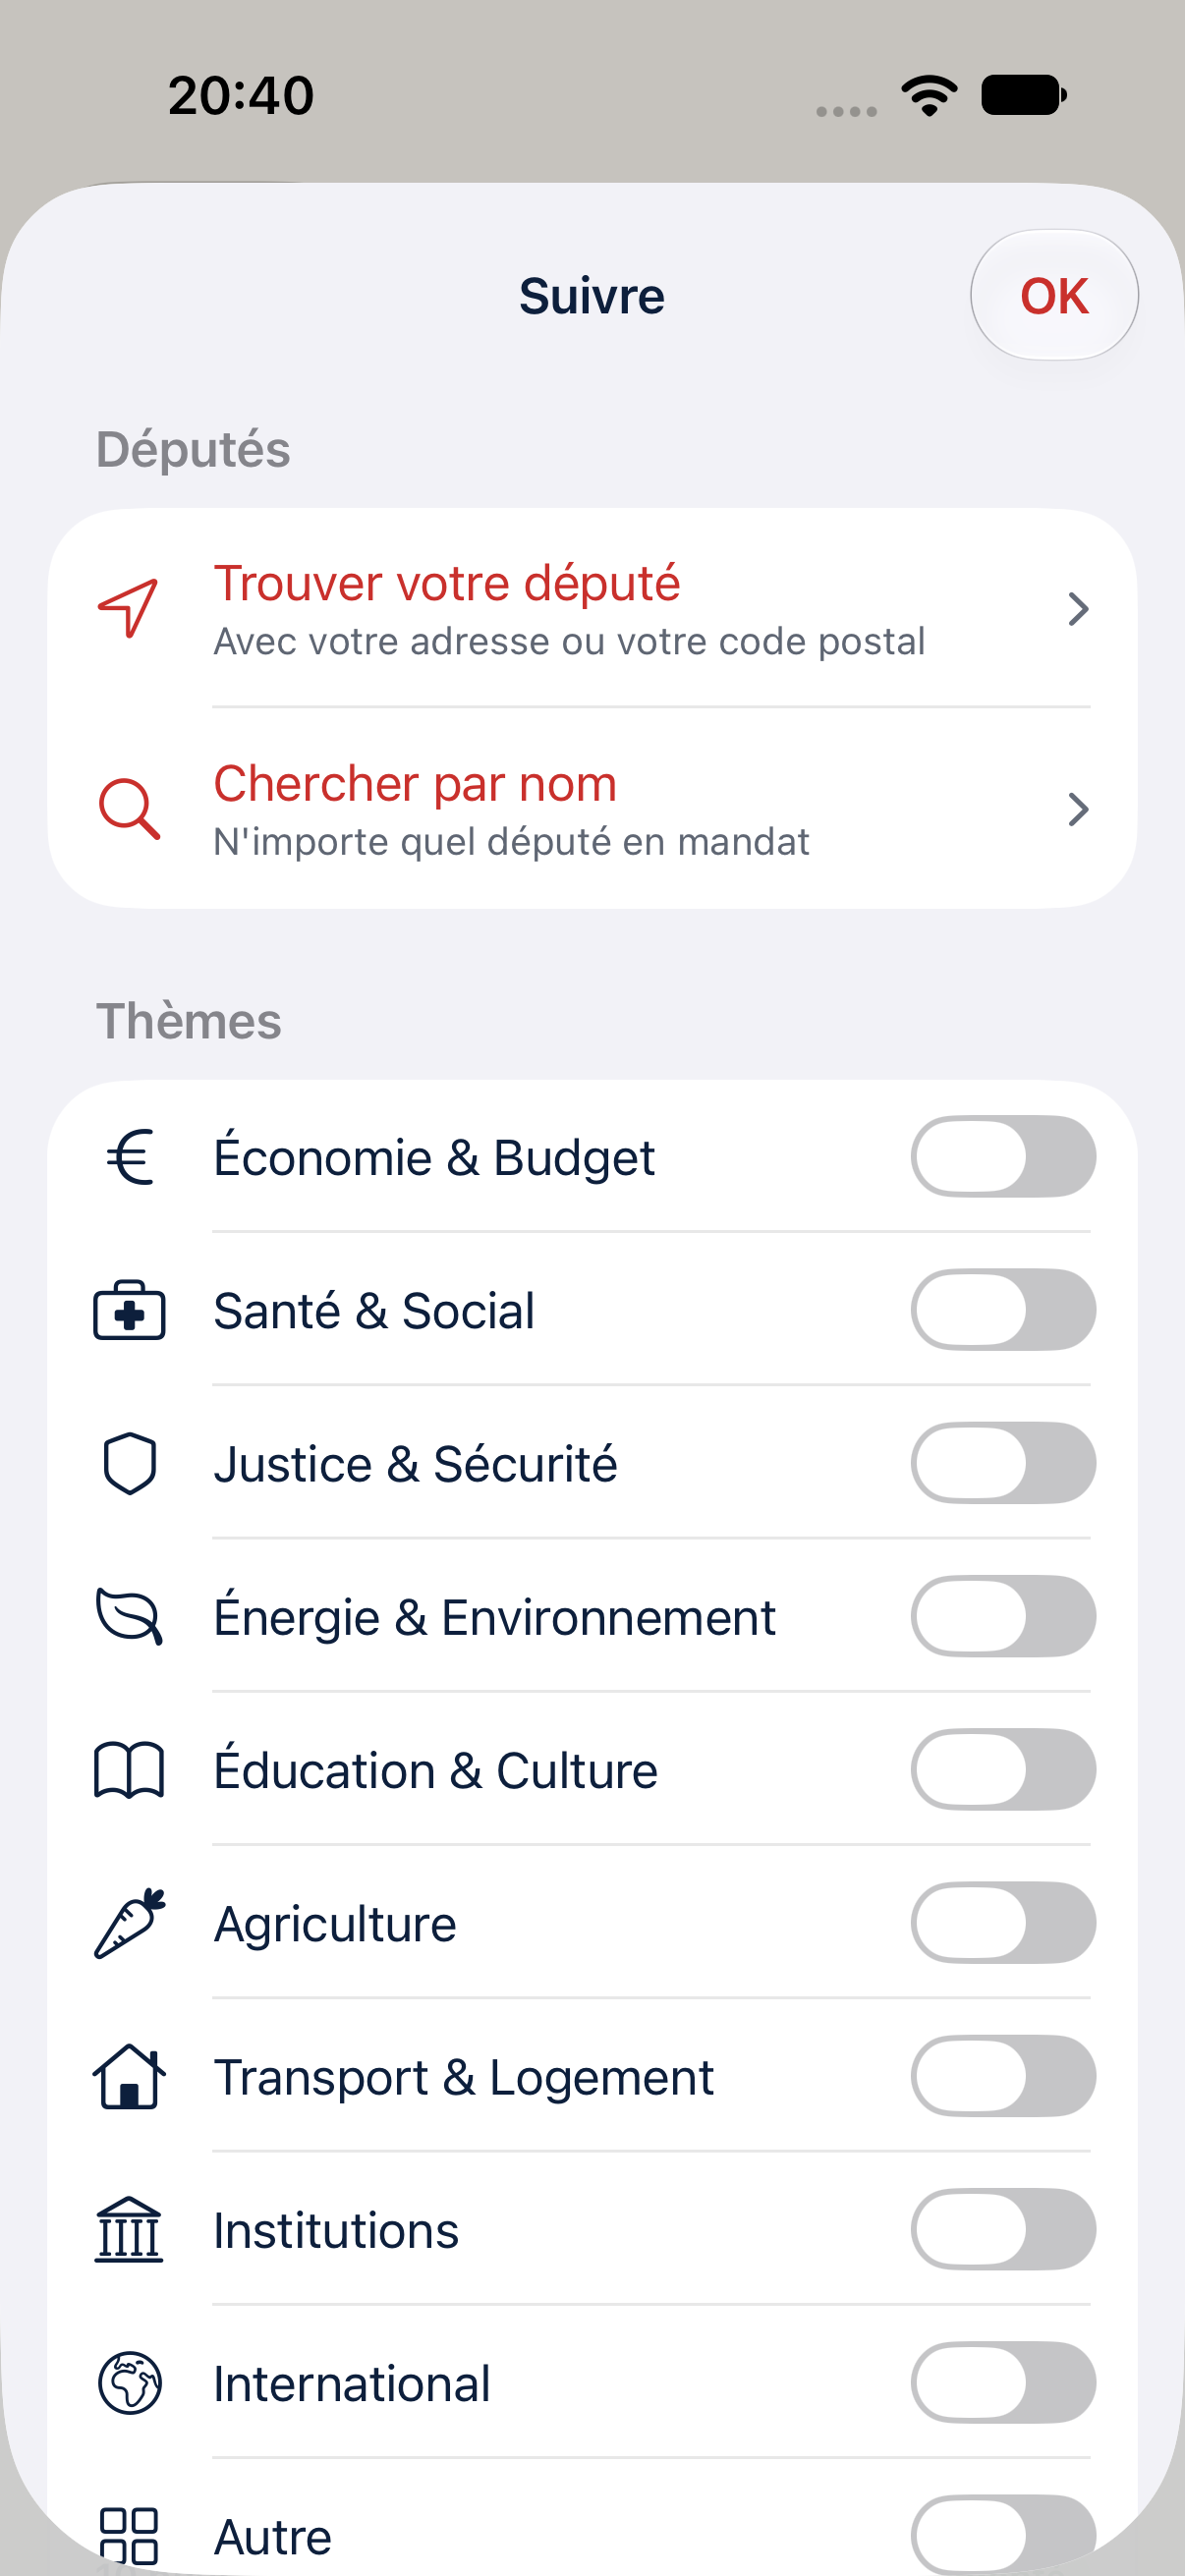 20:40
Suivre
OK
Députés
Trouver votre député
Avec votre adresse ou votre code postal
Chercher par nom
N'importe quel député en mandat
Thèmes
Économie & Budget
Santé & Social
Justice & Sécurité
Énergie & Environnement
Éducation & Culture
Agriculture
Transport & Logement
Institutions
International
Autre